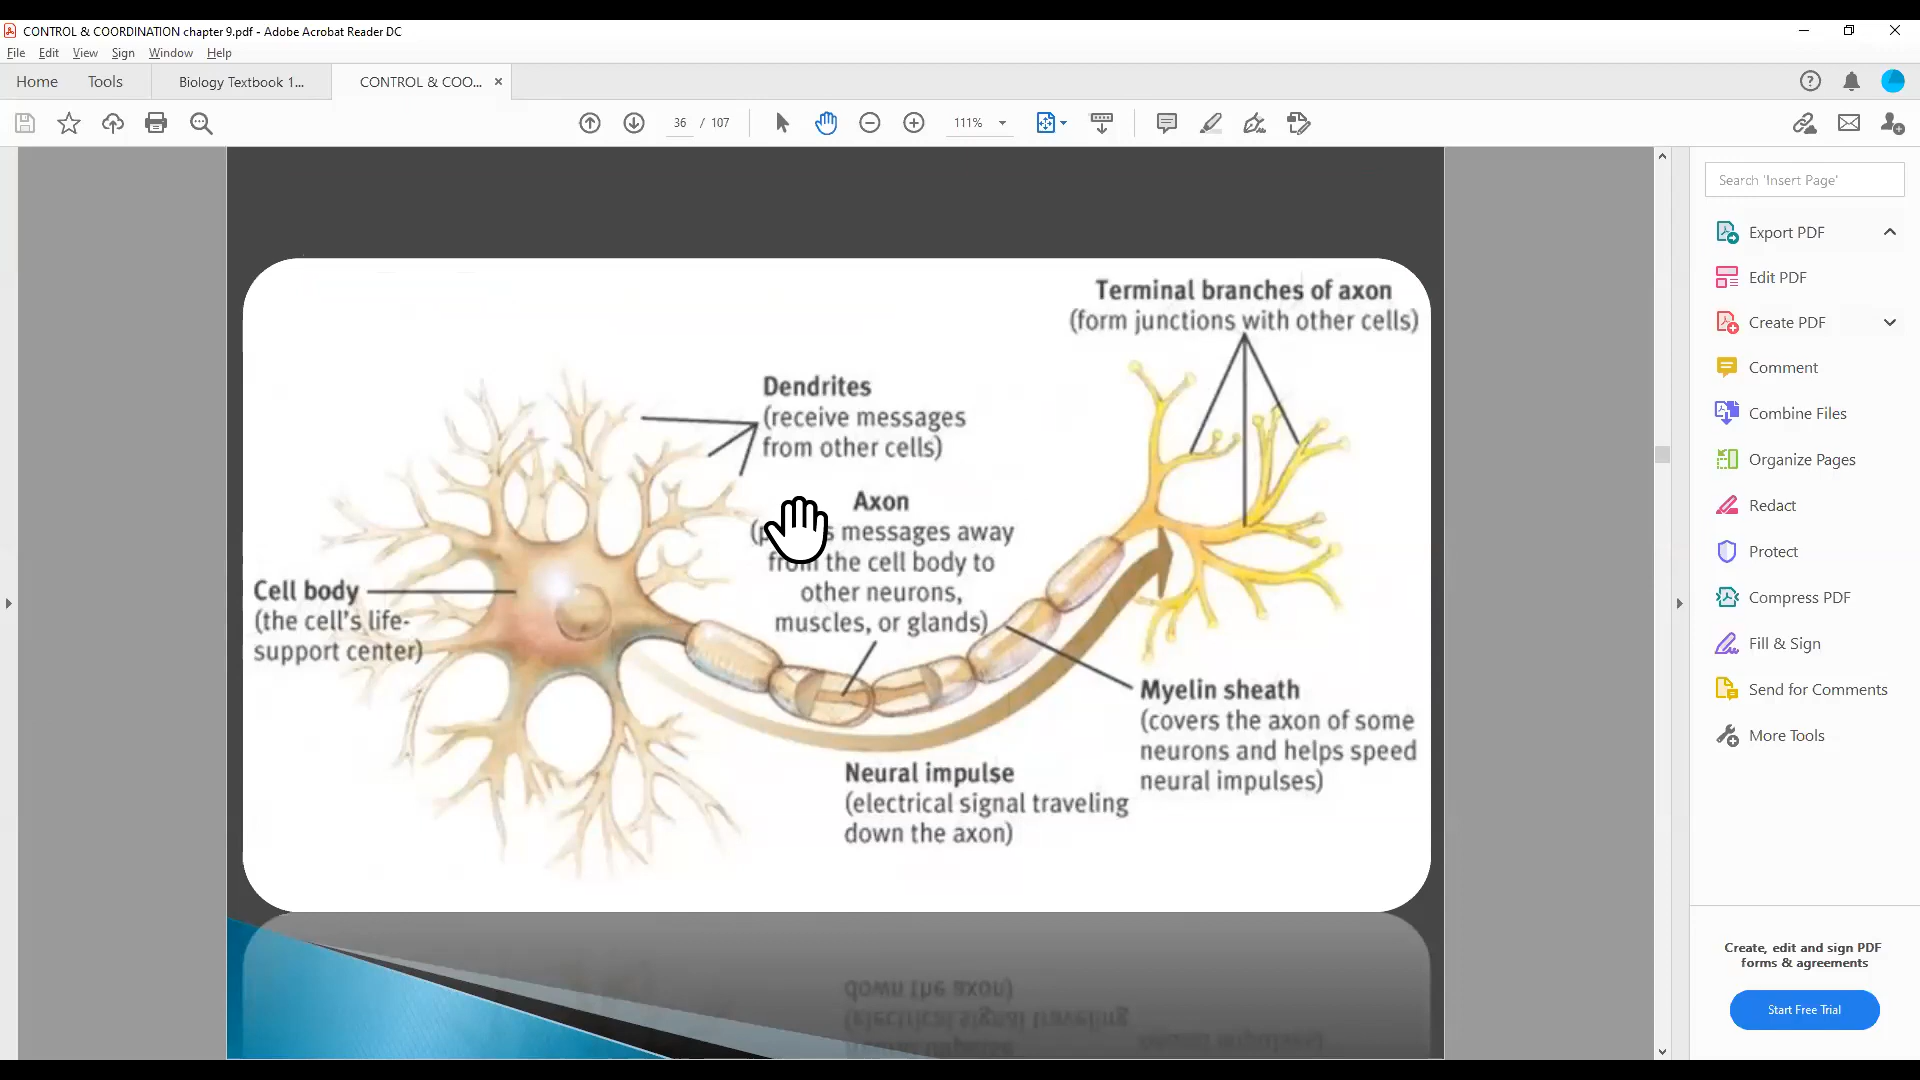 CONTROL & COORDINATION chapter 9.pdf - Adobe Acrobat Reader DC
File Edit View Sign Window Help
Home Tools Biology Textbook 1... CONTROL & COO... ×
36 / 107 111%
Search 'Insert Page'
Export PDF
Edit PDF
Create PDF
Comment
Combine Files
Organize Pages
Redact
Protect
Compress PDF
Fill & Sign
Send for Comments
More Tools
Create, edit and sign PDF
forms & agreements
Start Free Trial
Terminal branches of axon
(form junctions with other cells)
Dendrites
(receive messages
from other cells)
Axon
messages away
from the cell body to
other neurons,
muscles, or glands)
Cell body
(the cell's life-
support center)
Myelin sheath
(covers the axon of some
neurons and helps speed
neural impulses)
Neural impulse
(electrical signal traveling
down the axon)